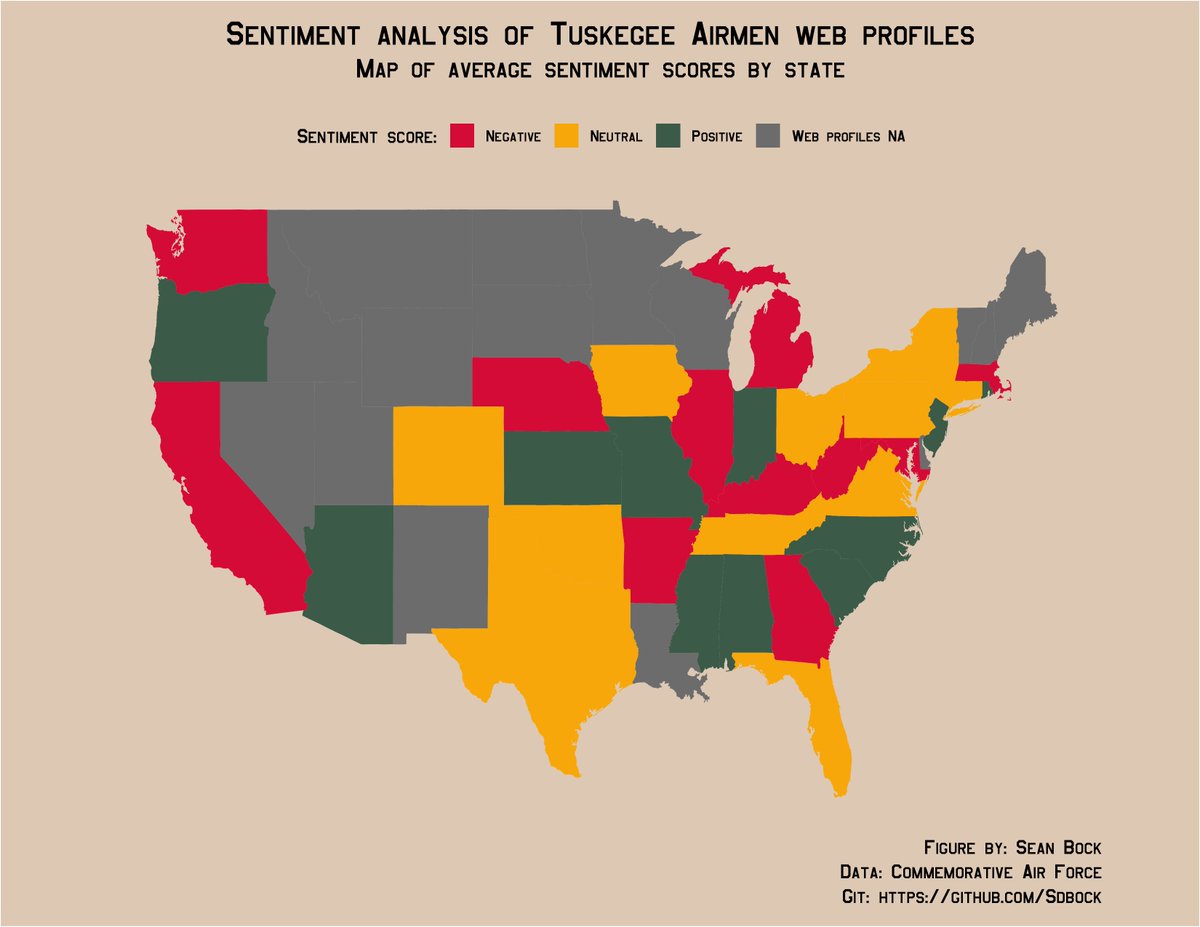 Sentiment analysis of Tuskegee Airmen web profiles
Map of average sentiment scores by state
Sentiment score: Negative Neutral Positive Web profiles NA
Figure by: Sean Bock
Data: Commemorative Air Force
Git: https://github.com/Sdbock